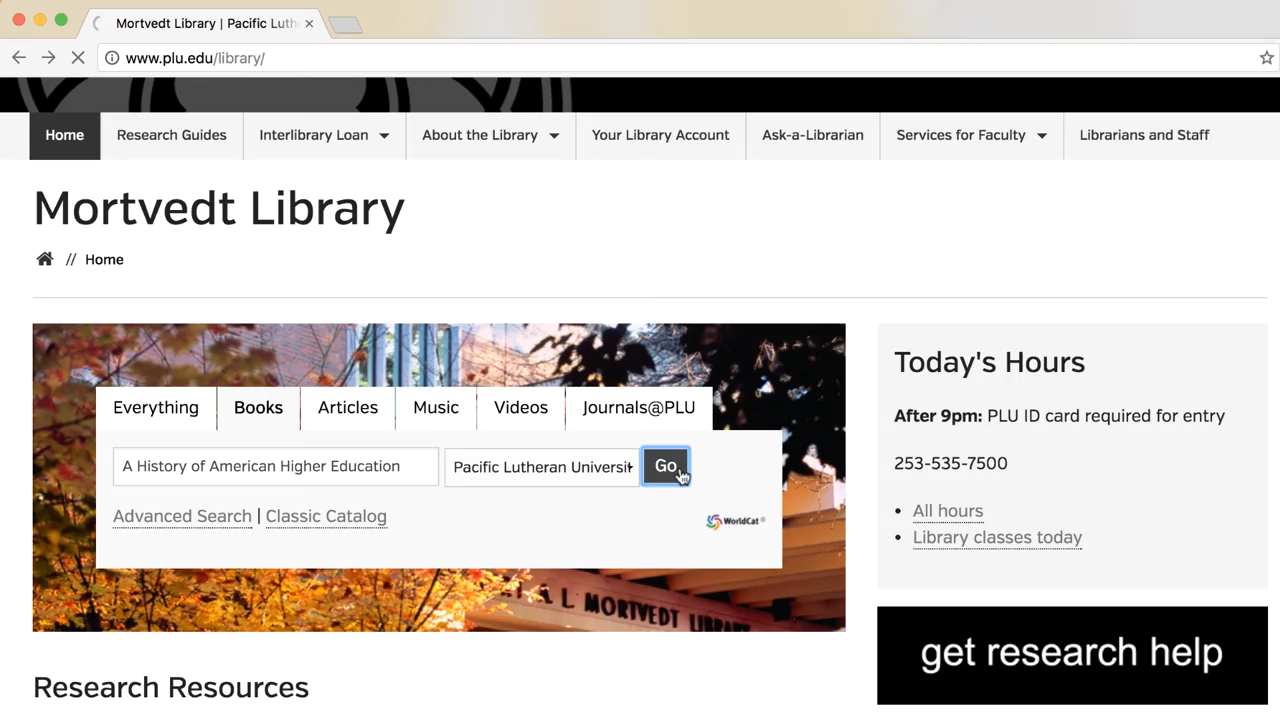 Mortvedt Library | Pacific Luth
www.plu.edu/library/
Home
Research Guides
Interlibrary Loan
About the Library
Your Library Account
Ask-a-Librarian
Services for Faculty
Librarians and Staff
Mortvedt Library
// Home
Everything
Books
Articles
Music
Videos
Journals@PLU
A History of American Higher Education
Pacific Lutheran Universit
Go
Advanced Search | Classic Catalog
WorldCat®
L MORTVEDT LIBRARY
Today's Hours
After 9pm: PLU ID card required for entry
253-535-7500
• All hours
• Library classes today
get research help
Research Resources